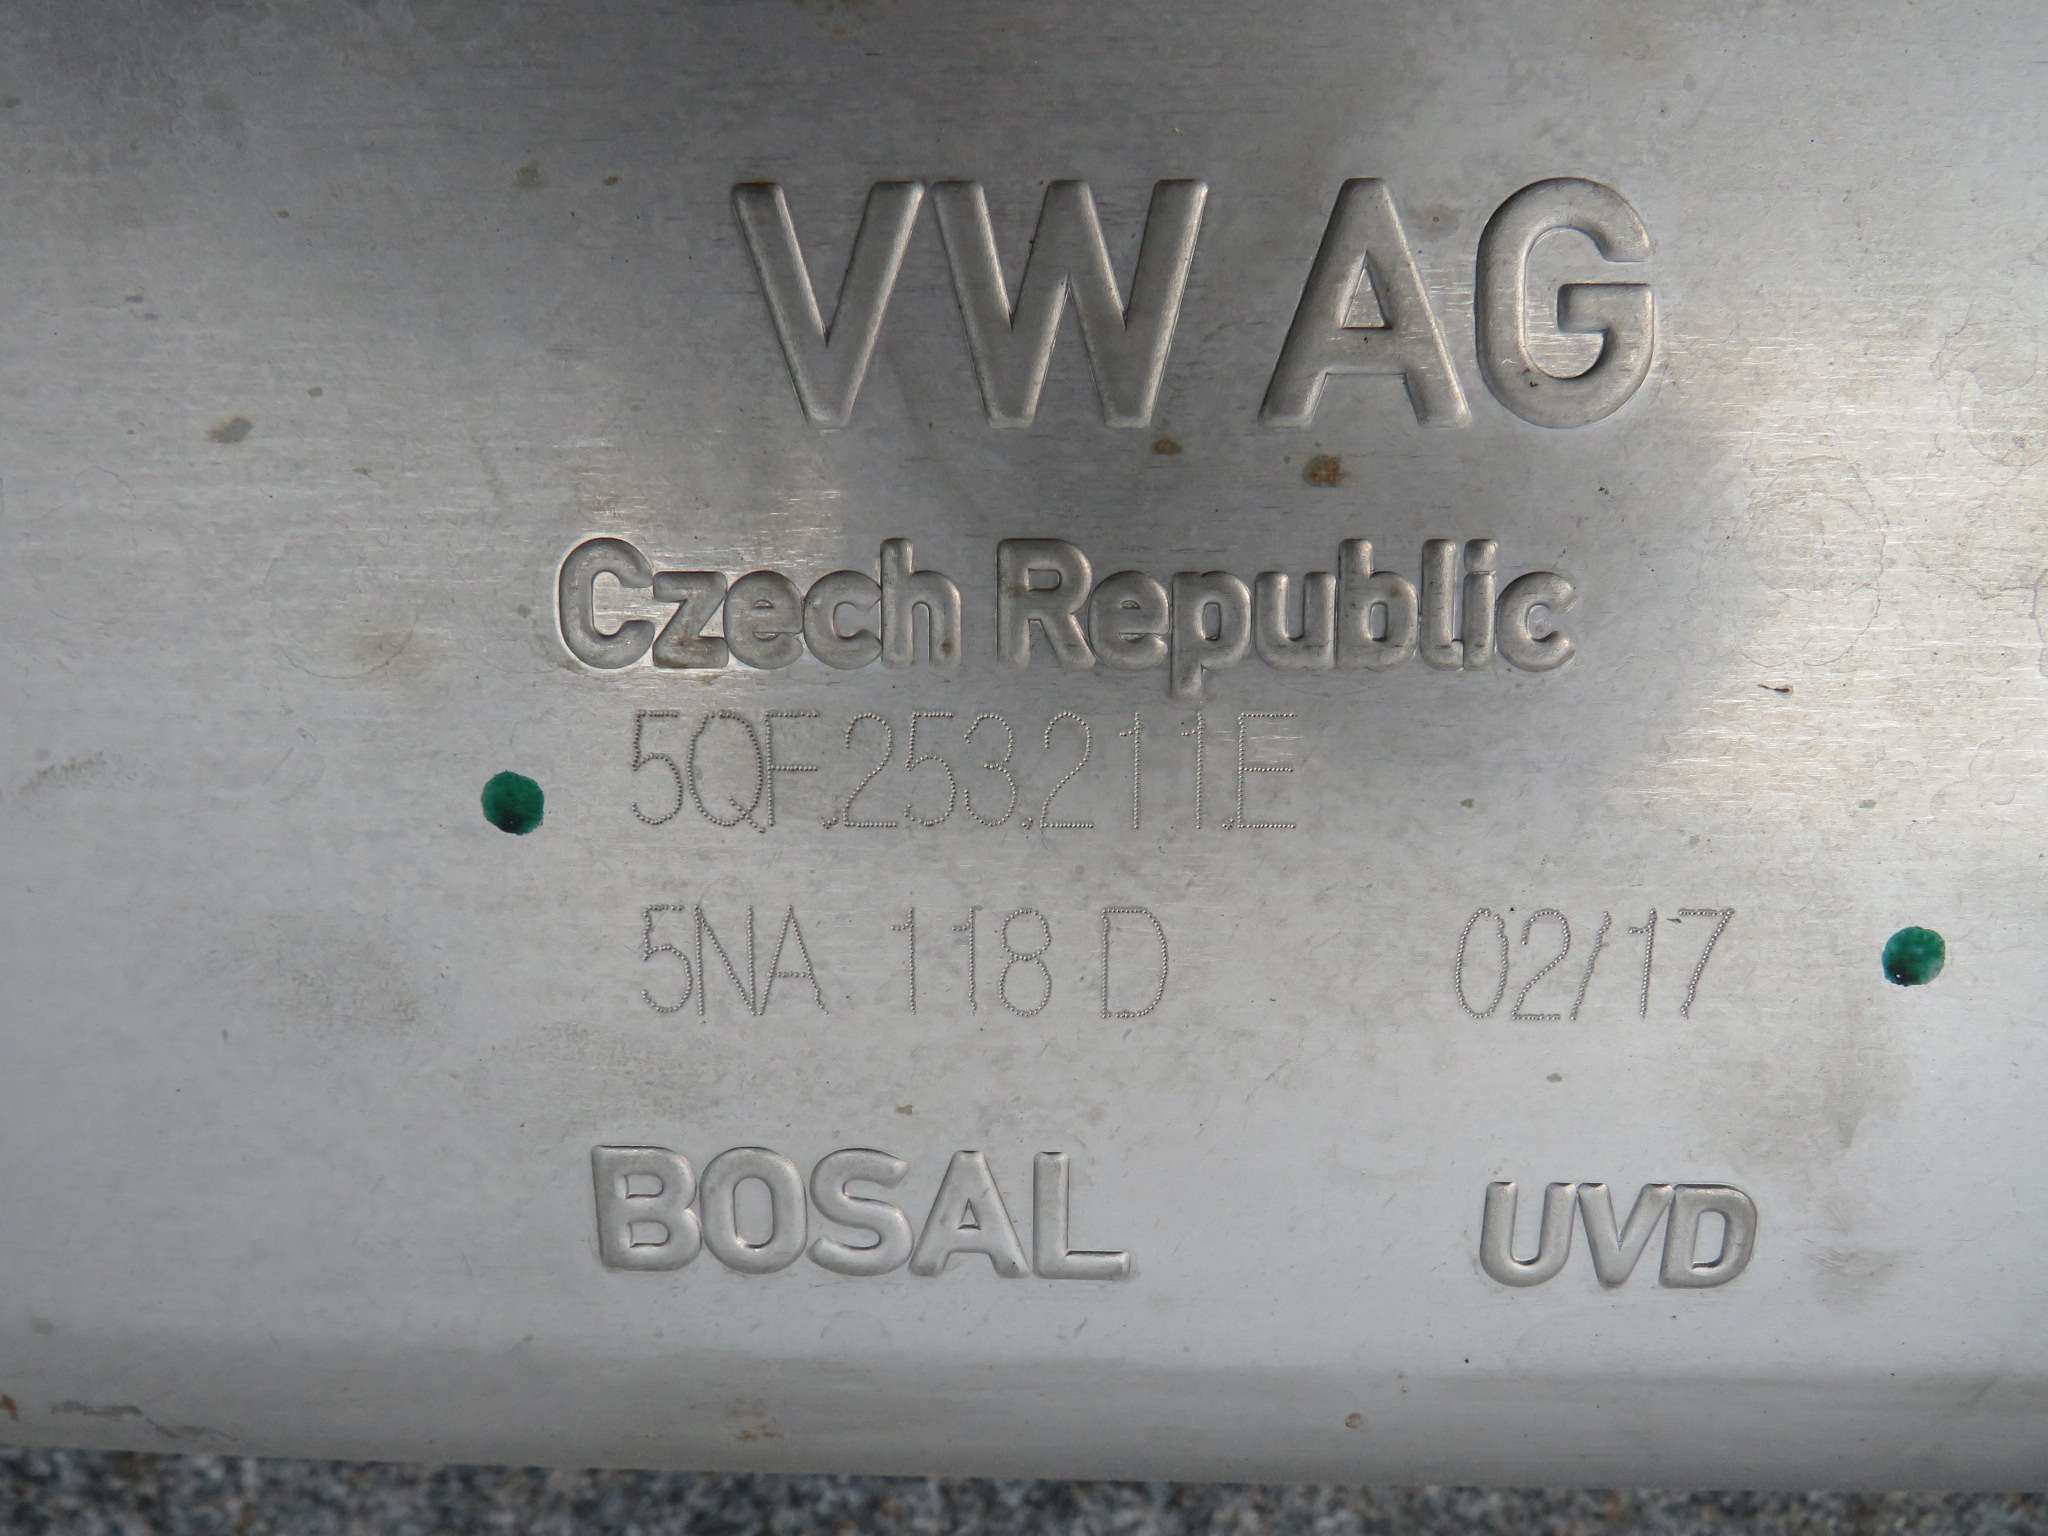 VW AG
Czech Republic
5QF.253.211.E
5NA 118 D 02/17
BOSAL UVD